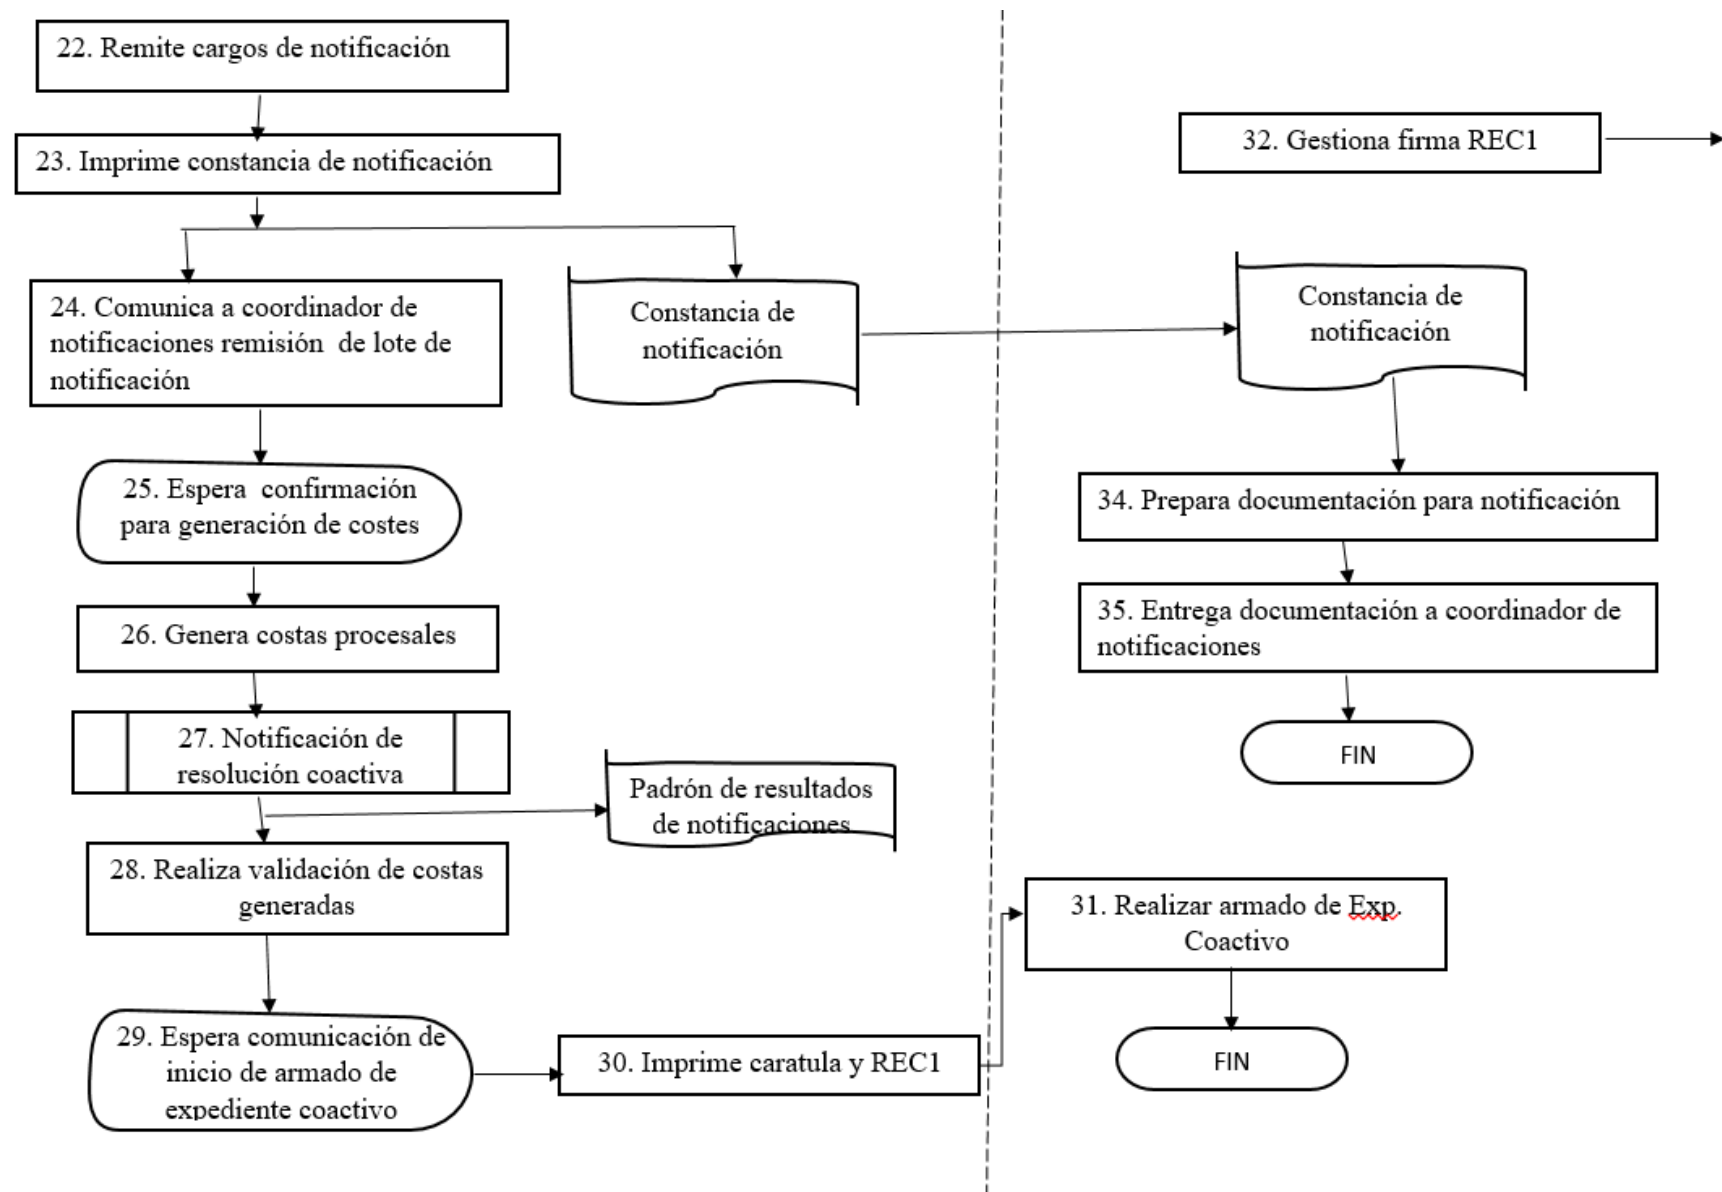 22. Remite cargos de notificación
23. Imprime constancia de notificación
24. Comunica a coordinador de
notificaciones remisión de lote de
notificación
Constancia de
notificación
25. Espera confirmación
para generación de costes
26. Genera costas procesales
27. Notificación de
resolución coactiva
Padrón de resultados
de notificaciones
28. Realiza validación de costas
generadas
29. Espera comunicación de
inicio de armado de
expediente coactivo
30. Imprime caratula y REC1
32. Gestiona firma REC1
Constancia de
notificación
34. Prepara documentación para notificación
35. Entrega documentación a coordinador de
notificaciones
FIN
31. Realizar armado de Exp.
Coactivo
FIN